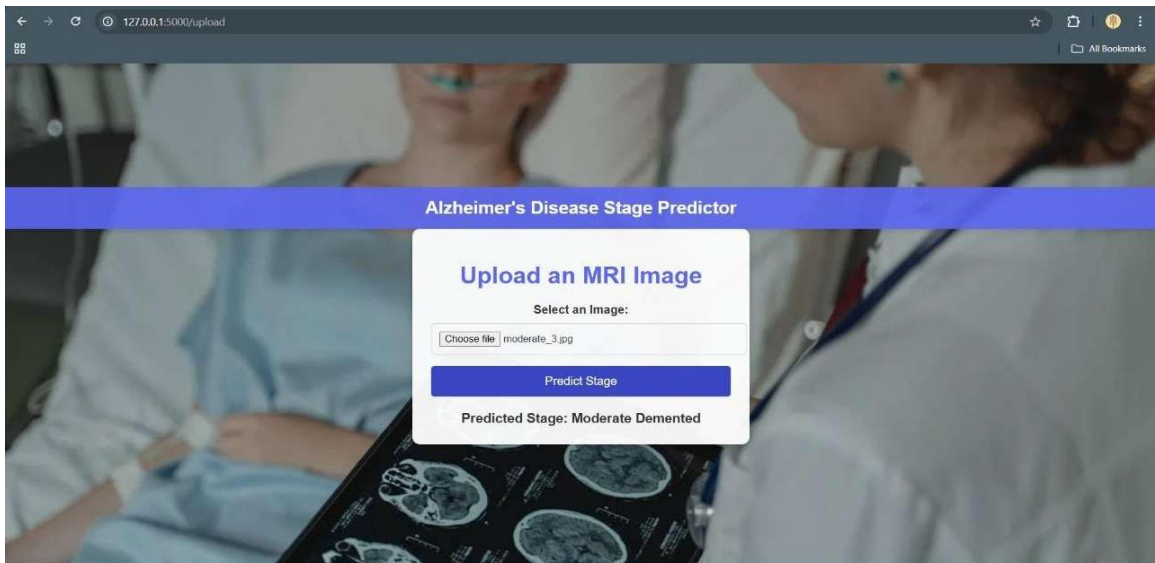 127.0.0.1:5000/upload
All Bookmarks
Alzheimer's Disease Stage Predictor
Upload an MRI Image
Select an Image:
Choose file moderate_3.jpg
Predict Stage
Predicted Stage: Moderate Demented